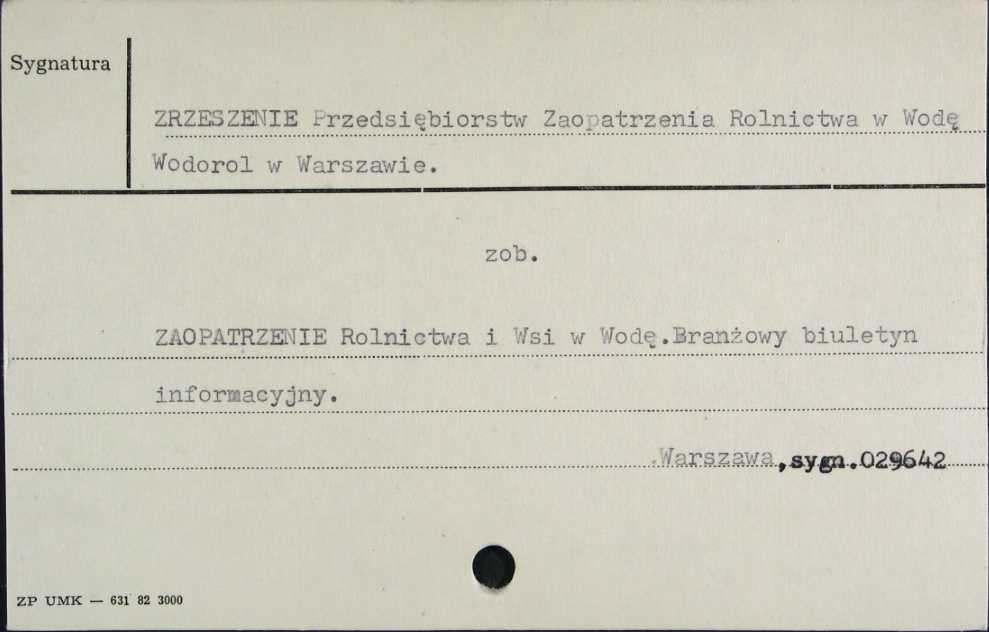 Sygnatura
ZRZESZENIE Przedsiębiorstw Zaopatrzenia Rolnictwa w Wodę
Wodorol w Warszawie.
zob.
ZAOPATRZENIE Rolnictwa i Wsi w Wodę.Branżowy biuletyn
informacyjny.
.Warszawa,sygn.029642
ZP UMK — 631 82 3000